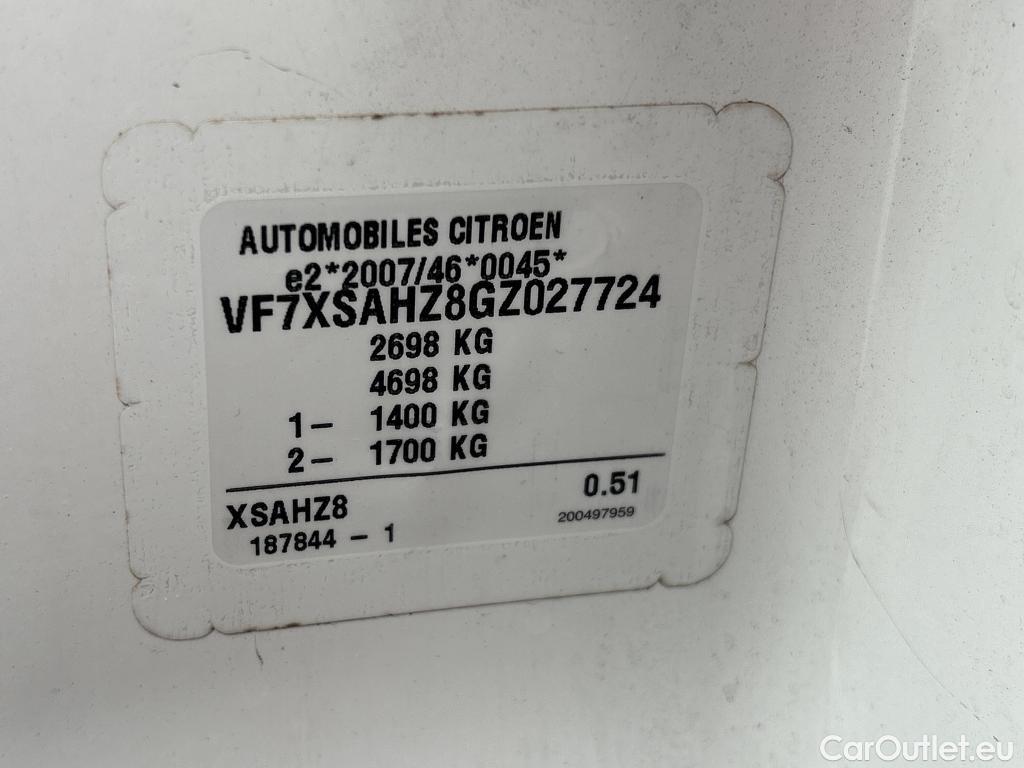 AUTOMOBILES CITROEN
e2*2007/46*0045*
VF7XSAHZ8GZ027724
2698 KG
4698 KG
1- 1400 KG
2- 1700 KG
XSAHZ8 0.51
187844 - 1 200497959
CarOutlet.eu